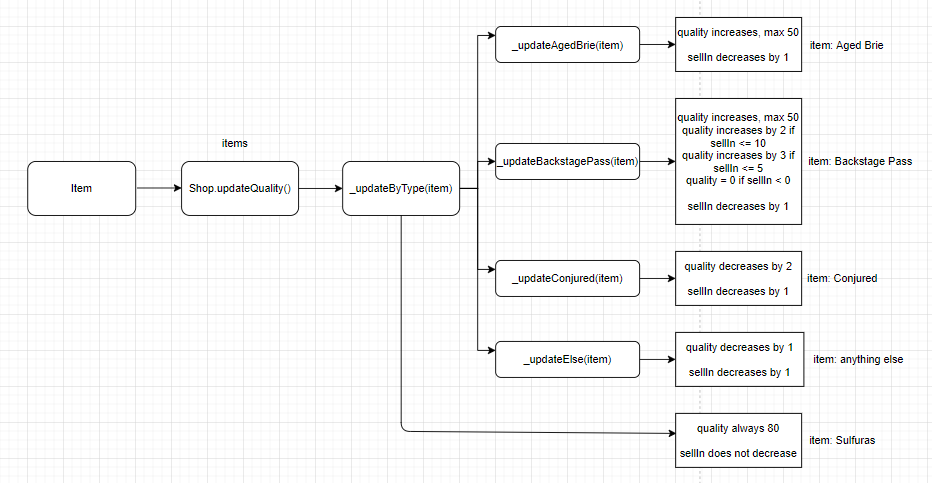 items
Item
Shop.updateQuality()
_updateByType(item)
_updateAgedBrie(item)
quality increases, max 50
sellIn decreases by 1
item: Aged Brie
_updateBackstagePass(item)
quality increases, max 50
quality increases by 2 if
sellIn <= 10
quality increases by 3 if
sellIn <= 5
quality = 0 if sellIn < 0
sellIn decreases by 1
item: Backstage Pass
_updateConjured(item)
quality decreases by 2
sellIn decreases by 1
item: Conjured
_updateElse(item)
quality decreases by 1
sellIn decreases by 1
item: anything else
quality always 80
sellIn does not decrease
item: Sulfuras